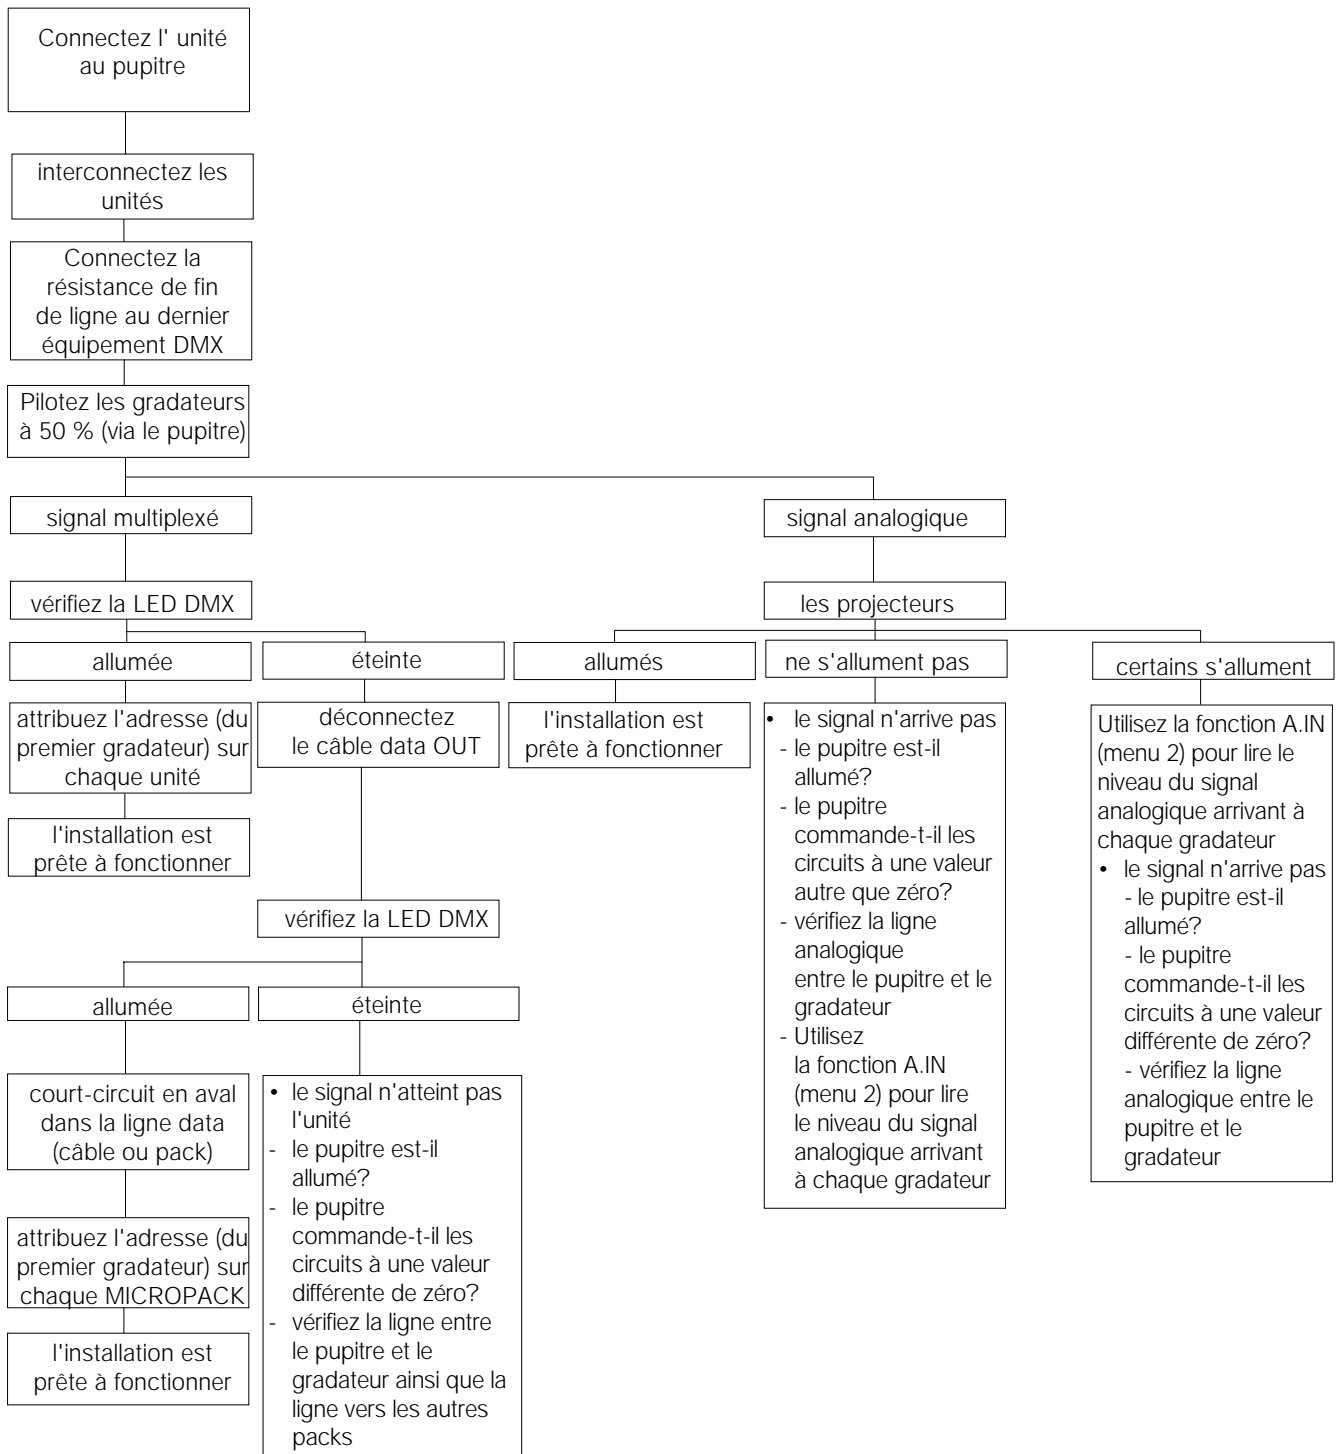 Connectez l' unité
au pupitre
interconnectez les
unités
Connectez la
résistance de fin
de ligne au dernier
équipement DMX
Pilotez les gradateurs
à 50 % (via le pupitre)
signal multiplexé
signal analogique
vérifiez la LED DMX
les projecteurs
allumée
éteinte
allumés
ne s'allument pas
certains s'allument
attribuez l'adresse (du
premier gradateur) sur
chaque unité
déconnectez
le câble data OUT
l'installation est
prête à fonctionner
• le signal n'arrive pas
- le pupitre est-il
allumé?
- le pupitre
commande-t-il les
circuits à une valeur
autre que zéro?
- vérifiez la ligne
analogique
entre le pupitre et le
gradateur
- Utilisez
la fonction A.IN
(menu 2) pour lire
le niveau du signal
analogique arrivant
à chaque gradateur
Utilisez la fonction A.IN
(menu 2) pour lire le
niveau du signal
analogique arrivant à
chaque gradateur
• le signal n'arrive pas
- le pupitre est-il
allumé?
- le pupitre
commande-t-il les
circuits à une valeur
différente de zéro?
- vérifiez la ligne
analogique entre le
pupitre et le
gradateur
l'installation est
prête à fonctionner
vérifiez la LED DMX
allumée
éteinte
court-circuit en aval
dans la ligne data
(câble ou pack)
• le signal n'atteint pas
l'unité
- le pupitre est-il
allumé?
- le pupitre
commande-t-il les
circuits à une valeur
différente de zéro?
- vérifiez la ligne entre
le pupitre et le
gradateur ainsi que la
ligne vers les autres
packs
attribuez l'adresse (du
premier gradateur) sur
chaque MICROPACK
l'installation est
prête à fonctionner